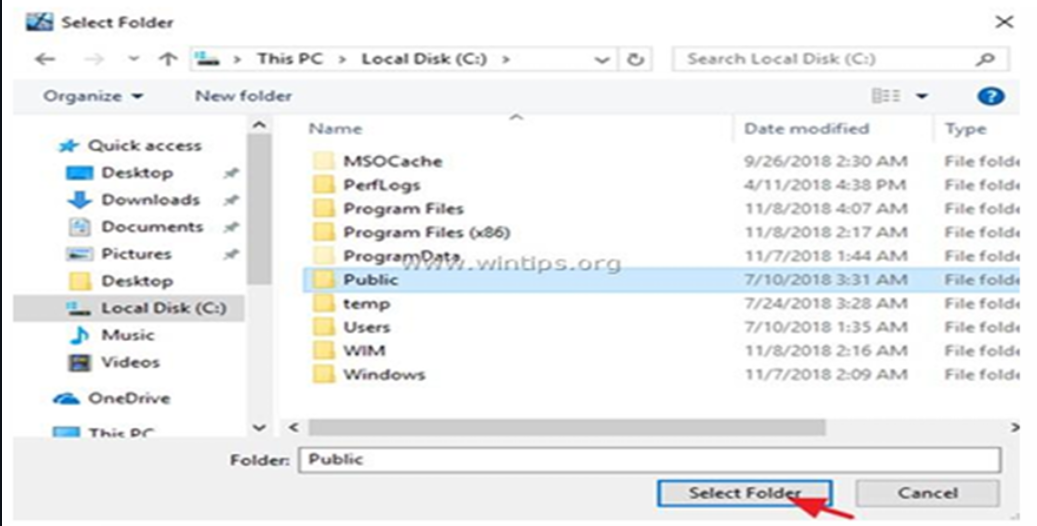 Select Folder
This PC > Local Disk (C:) >
Search Local Disk (C:)
Organize
New folder
Quick access
Desktop
Downloads
Documents
Pictures
Desktop
Local Disk (C:)
Music
Videos
OneDrive
This PC
Name Date modified Type
MSOCache 9/26/2018 2:30 AM File folde
PerfLogs 4/11/2018 4:38 PM File folde
Program Files 11/8/2018 4:07 AM File folde
Program Files (x86) 11/8/2018 2:17 AM File folde
ProgramData 11/7/2018 1:44 AM File folde
www.wintips.org
Public 7/10/2018 3:31 AM File folde
temp 7/24/2018 3:28 AM File folde
Users 7/10/2018 1:35 AM File folde
WIM 11/8/2018 2:16 AM File folde
Windows 11/7/2018 2:09 AM File folde
Folder: Public
Select Folder Cancel